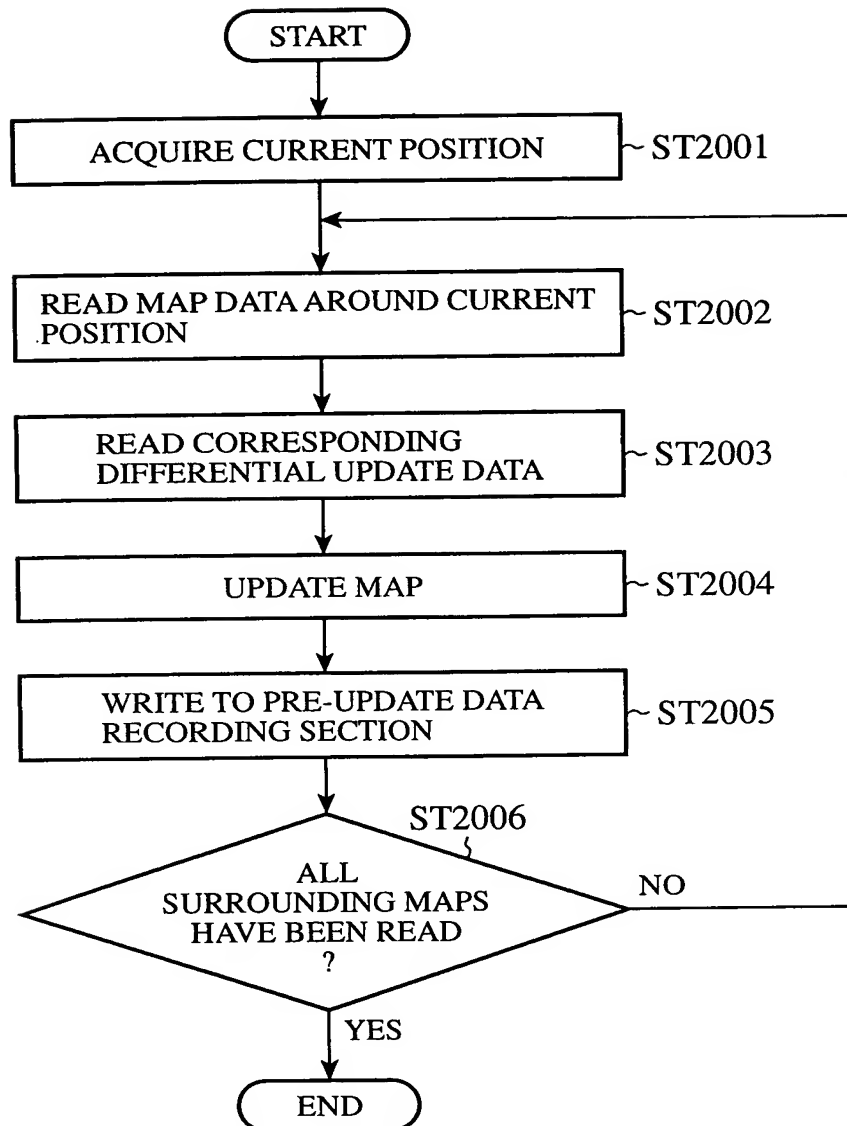 START
ACQUIRE CURRENT POSITION
ST2001
READ MAP DATA AROUND CURRENT
POSITION
ST2002
READ CORRESPONDING
DIFFERENTIAL UPDATE DATA
ST2003
UPDATE MAP
ST2004
WRITE TO PRE-UPDATE DATA
RECORDING SECTION
ST2005
ST2006
ALL
SURROUNDING MAPS
HAVE BEEN READ
?
NO
YES
END